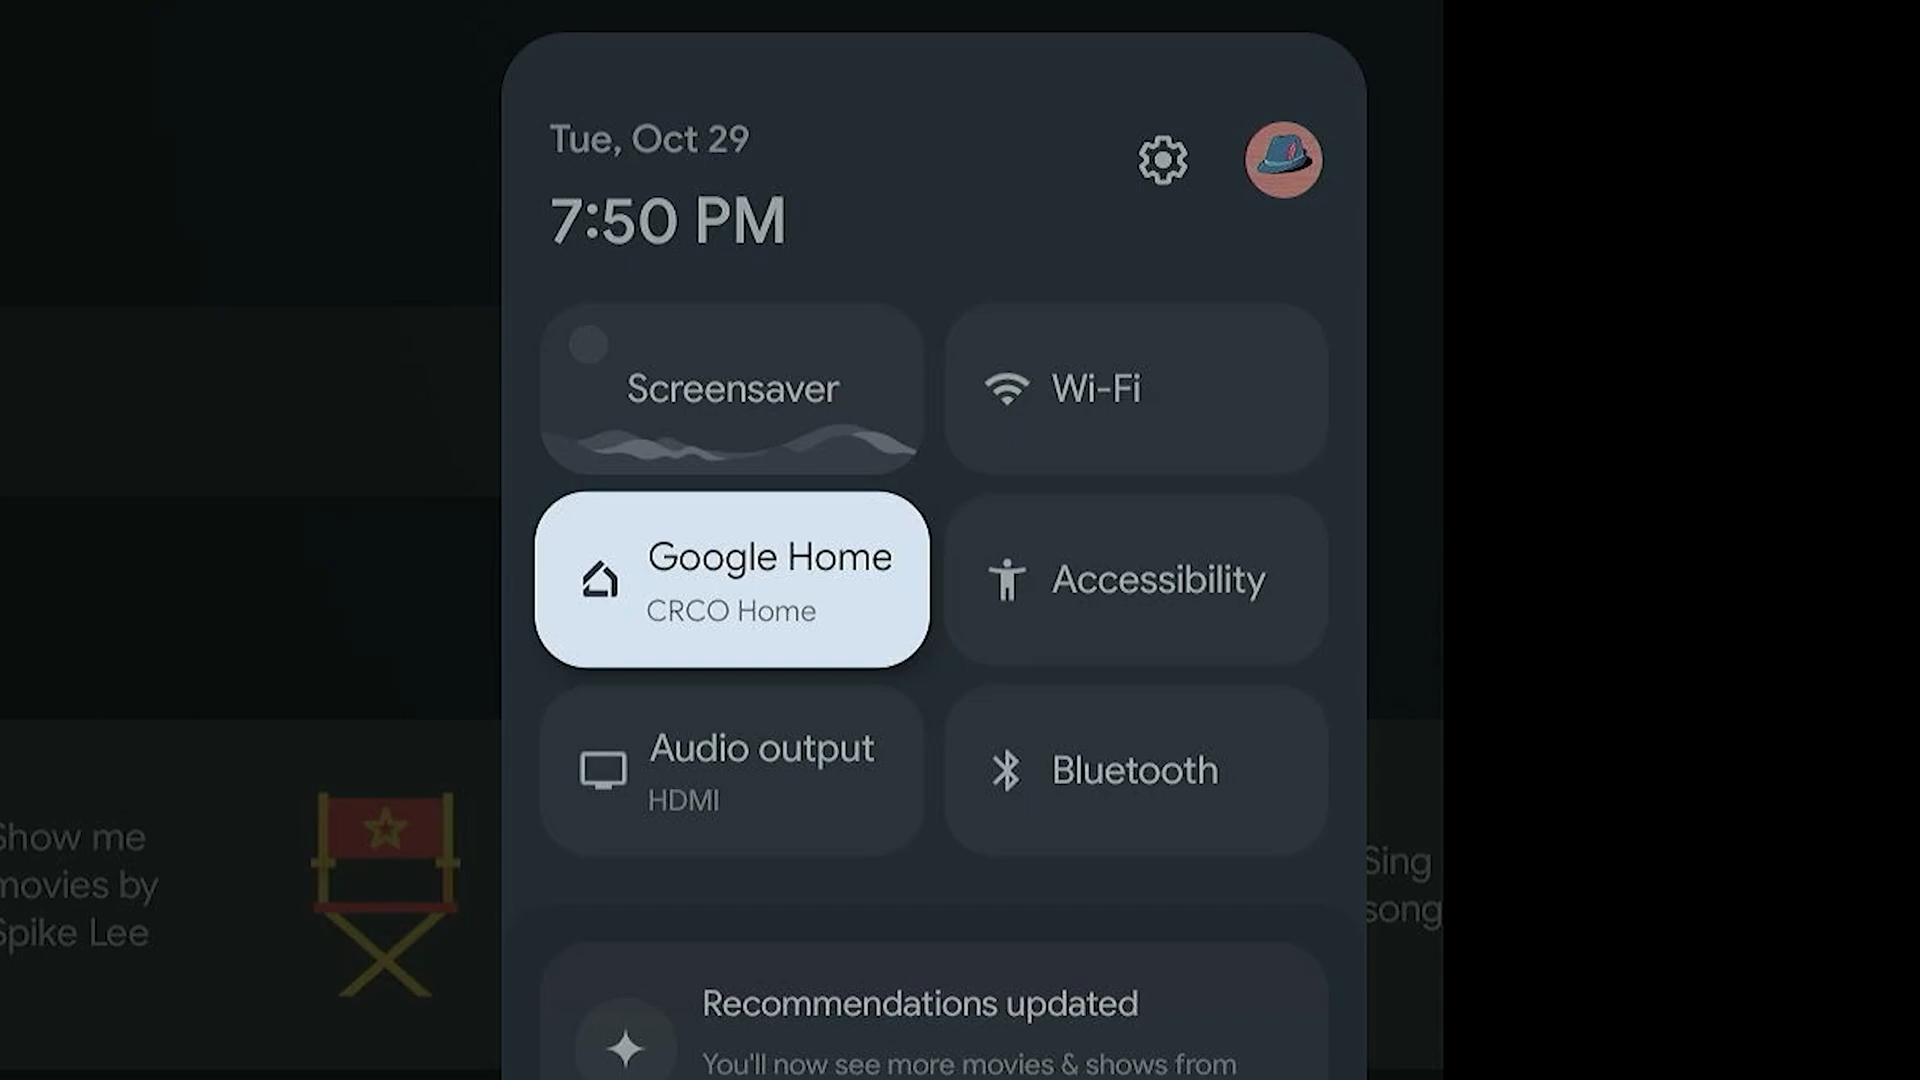 Tue, Oct 29
7:50 PM
Screensaver
Wi-Fi
Google Home
CRCO Home
Accessibility
Audio output
HDMI
Bluetooth
Show me
movies by
Spike Lee
Sing
song
Recommendations updated
You'll now see more movies & shows from